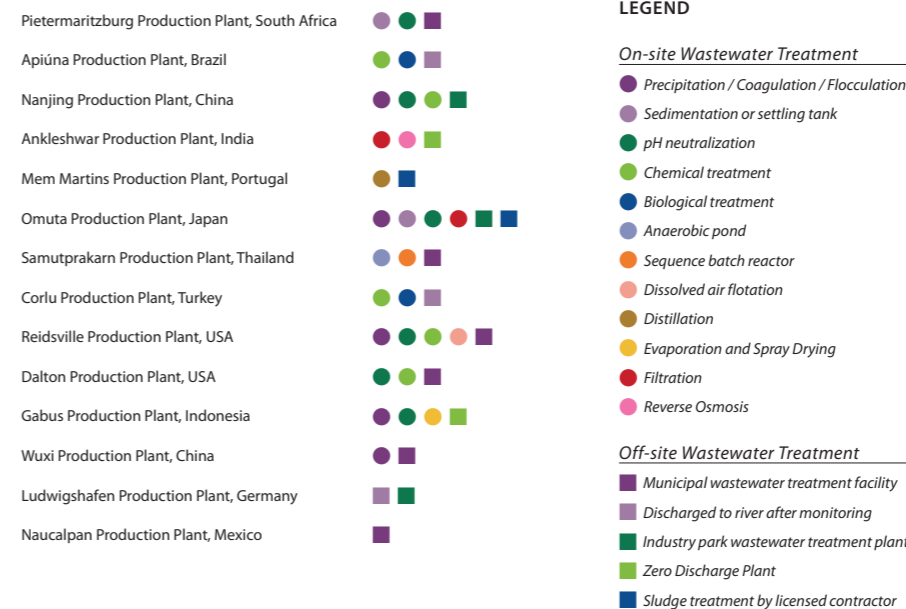 Pietermaritzburg Production Plant, South Africa
Apiúna Production Plant, Brazil
Nanjing Production Plant, China
Ankleshwar Production Plant, India
Mem Martins Production Plant, Portugal
Omuta Production Plant, Japan
Samutprakarn Production Plant, Thailand
Corlu Production Plant, Turkey
Reidsville Production Plant, USA
Dalton Production Plant, USA
Gabus Production Plant, Indonesia
Wuxi Production Plant, China
Ludwigshafen Production Plant, Germany
Naucalpan Production Plant, Mexico
LEGEND
On-site Wastewater Treatment
Precipitation / Coagulation / Flocculation
Sedimentation or settling tank
pH neutralization
Chemical treatment
Biological treatment
Anaerobic pond
Sequence batch reactor
Dissolved air flotation
Distillation
Evaporation and Spray Drying
Filtration
Reverse Osmosis
Off-site Wastewater Treatment
Municipal wastewater treatment facility
Discharged to river after monitoring
Industry park wastewater treatment plant
Zero Discharge Plant
Sludge treatment by licensed contractor